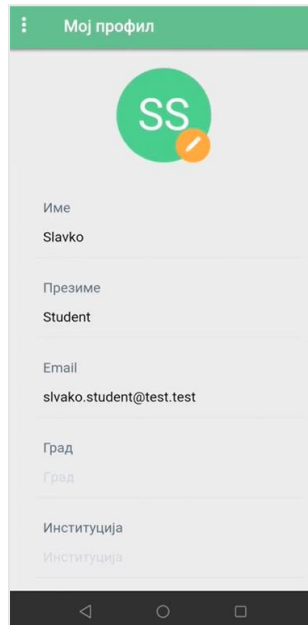 Мој профил
SS
Име
Slavko
Презиме
Student
Email
slvako.student@test.test
Град
Град
Институција
Институција